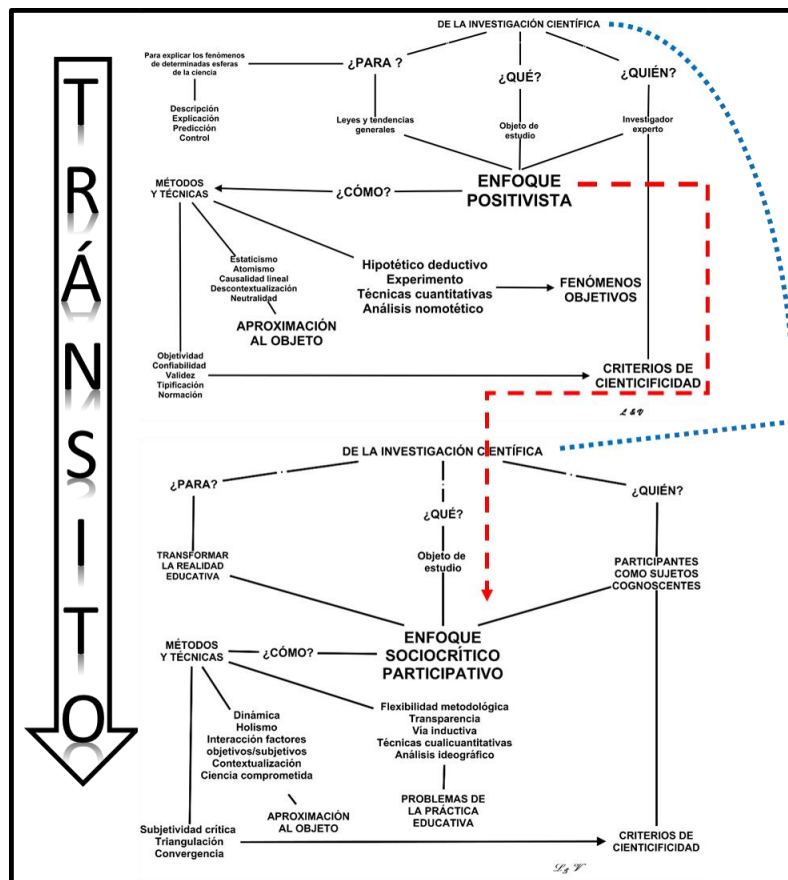 TRÁNSITO
DE LA INVESTIGACIÓN CIENTÍFICA
Para explicar los fenómenos
de determinadas esferas
de la ciencia
¿PARA ?
¿QUÉ?
¿QUIÉN?
Descripción
Explicación
Predicción
Control
Leyes y tendencias
generales
Objeto de
estudio
Investigador
experto
MÉTODOS
Y TÉCNICAS
¿CÓMO?
ENFOQUE
POSITIVISTA
Estaticismo
Atomismo
Causalidad lineal
Descontextualización
Neutralidad
Hipotético deductivo
Experimento
Técnicas cuantitativas
Análisis nomotético
FENÓMENOS
OBJETIVOS
APROXIMACIÓN
AL OBJETO
Objetividad
Confiabilidad
Validez
Tipificación
Normación
CRITERIOS DE
CIENTICIFICIDAD
L & V
DE LA INVESTIGACIÓN CIENTÍFICA
¿PARA?
¿QUÉ?
¿QUIÉN?
TRANSFORMAR
LA REALIDAD
EDUCATIVA
Objeto de
estudio
PARTICIPANTES
COMO SUJETOS
COGNOSCENTES
MÉTODOS
Y TÉCNICAS
¿CÓMO?
ENFOQUE
SOCIOCRÍTICO
PARTICIPATIVO
Dinámica
Holismo
Interacción factores
objetivos/subjetivos
Contextualización
Ciencia comprometida
Flexibilidad metodológica
Transparencia
Vía inductiva
Técnicas cualicuantitativas
Análisis ideográfico
APROXIMACIÓN
AL OBJETO
PROBLEMAS DE
LA PRÁCTICA
EDUCATIVA
Subjetividad crítica
Triangulación
Convergencia
CRITERIOS DE
CIENTICIFICIDAD